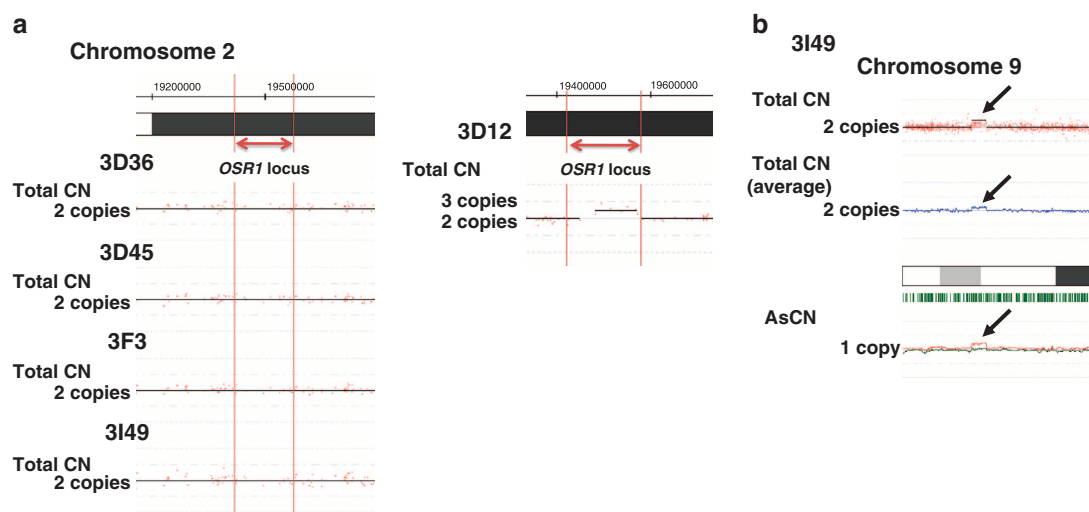 a
Chromosome 2
19200000 19500000
3D36
OSR1 locus
Total CN
2 copies
3D45
Total CN
2 copies
3F3
Total CN
2 copies
3I49
Total CN
2 copies
19400000 19600000
3D12
Total CN
OSR1 locus
3 copies
2 copies
b
3I49
Chromosome 9
Total CN
2 copies
Total CN
(average)
2 copies
AsCN
1 copy